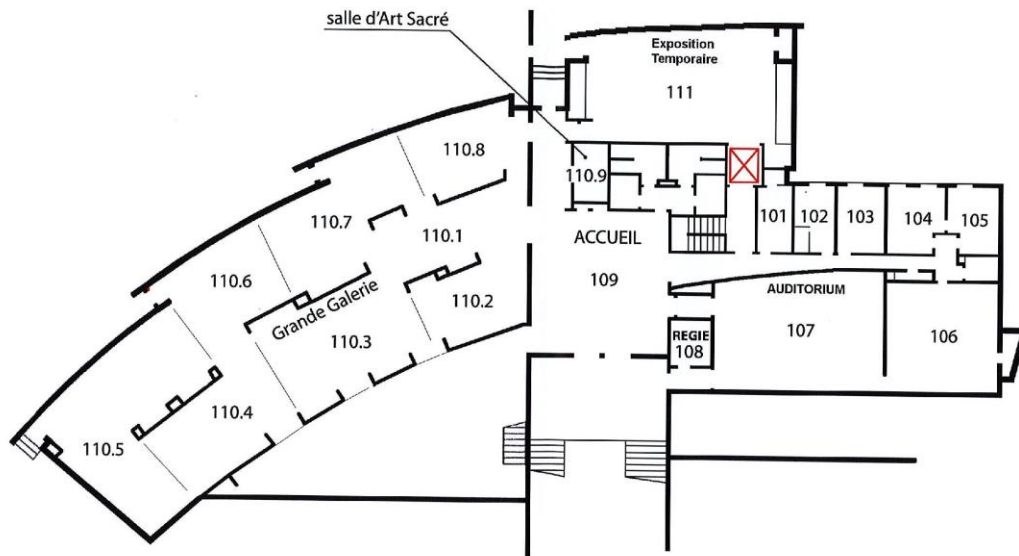 salle d'Art Sacré
Exposition
Temporaire
111
110.8
110.9
110.7
110.1
101
102
103
104
105
ACCUEIL
110.6
110.2
109
AUDITORIUM
Grande Galerie
107
106
110.3
REGIE
108
110.4
110.5